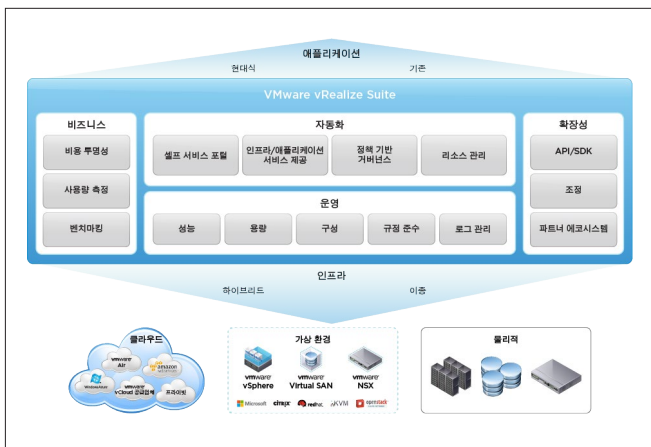 애플리케이션
현대식 기존
VMware vRealize Suite
비즈니스
비용 투명성
사용량 측정
벤치마킹
자동화
셀프 서비스 포털
인프라/애플리케이션
서비스 제공
정책 기반
거버넌스
리소스 관리
운영
성능
용량
구성
규정 준수
로그 관리
확장성
API/SDK
조정
파트너 에코시스템
인프라
하이브리드 이종
클라우드
vmware
Air
amazon
vmware
vCloud 공급업체
프라이빗
가상 환경
vmware
vSphere
vmware
Virtual SAN
vmware
NSX
Microsoft
citrix
redhat
KVM
openstack
물리적